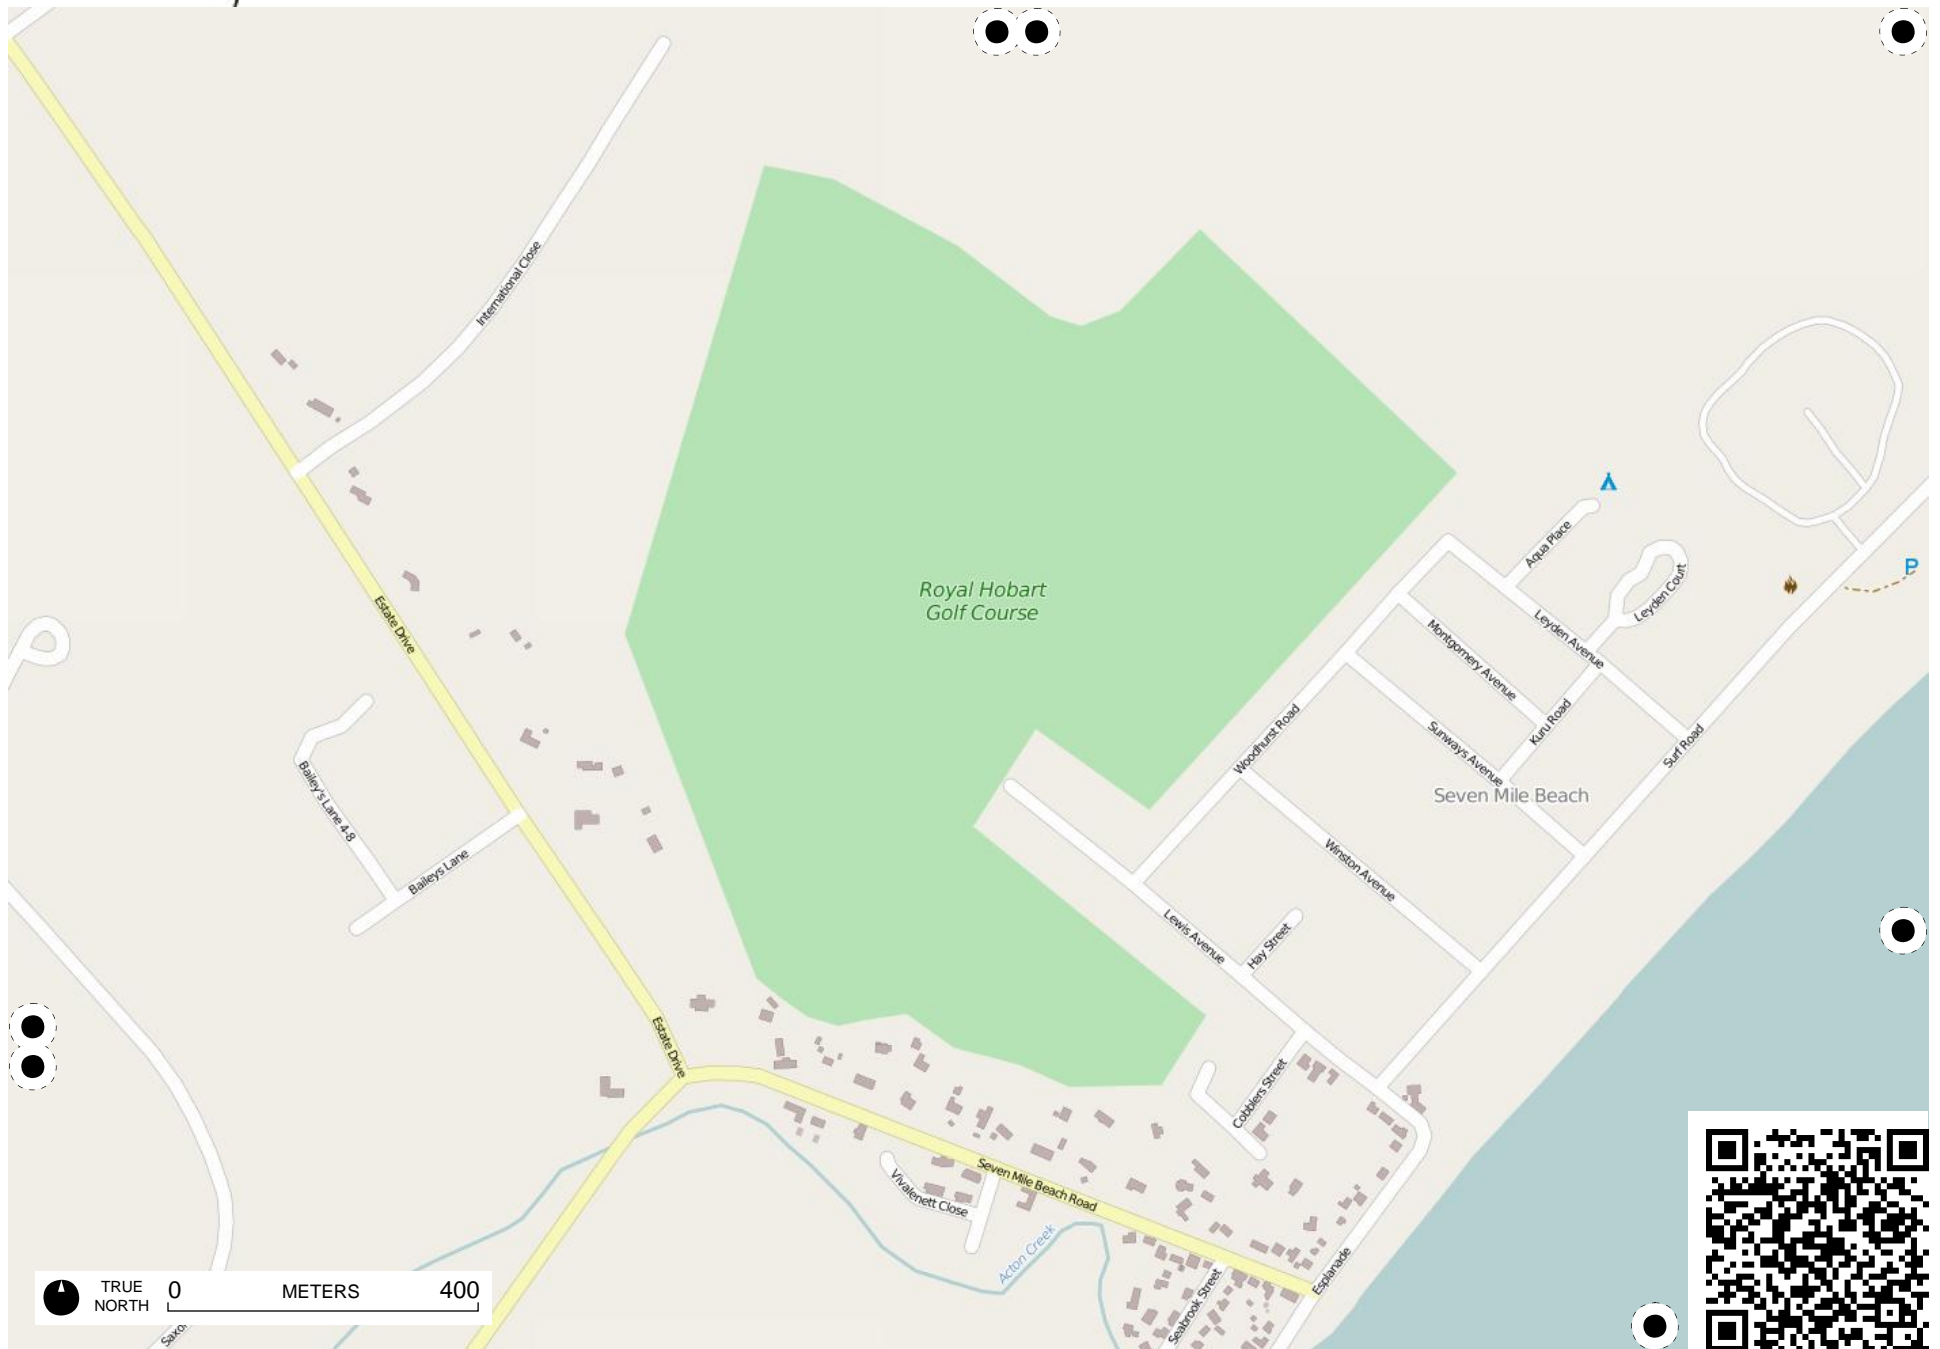 International Close
Estate Drive
Royal Hobart
Golf Course
Aqua Place
Leyden Court
P
Leyden Avenue
Montgomery Avenue
Kuru Road
Sunways Avenue
Woodhurst Road
Surf Road
Seven Mile Beach
Bailey's Lane 4-8
Baileys Lane
Winston Avenue
Lewis Avenue
Hay Street
Estate Drive
Cobblers Street
Seven Mile Beach Road
Vivalenett Close
Acton Creek
Esplanade
Seabrook Street
TRUE
NORTH
0 METERS 400